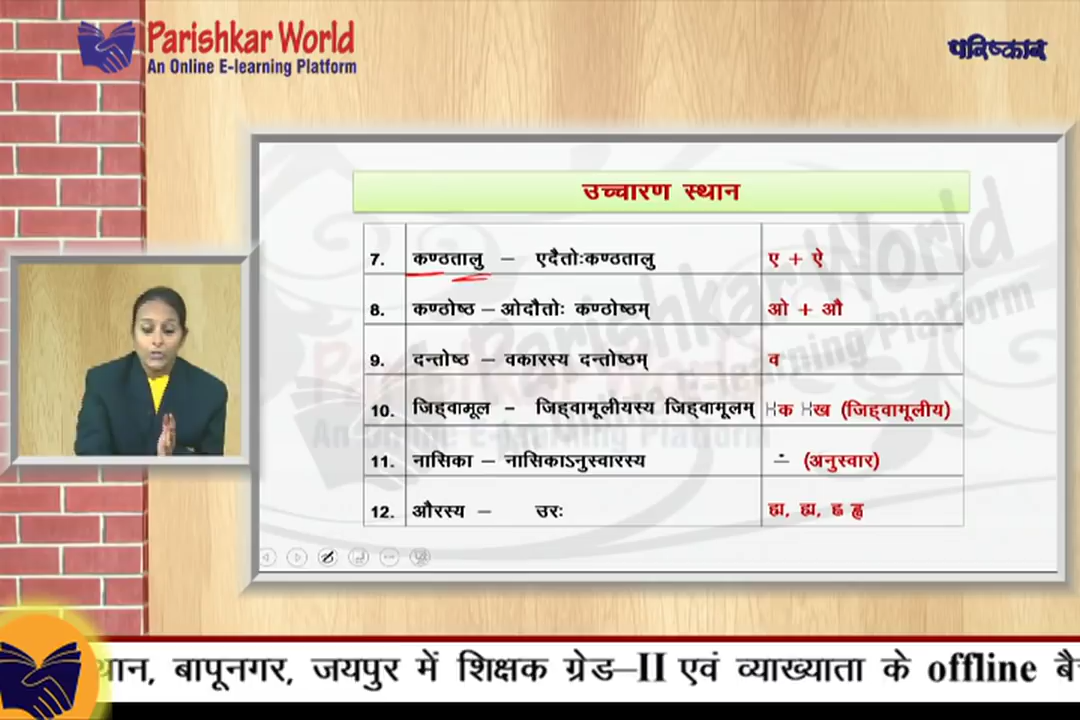 Parishkar World
An Online E-learning Platform
परिष्कार
उच्चारण स्थान
7. कण्ठतालु – एदैतोःकण्ठतालु ए + ऐ
8. कण्ठोष्ठ – ओदौतोः कण्ठोष्ठम् ओ + औ
9. दन्तोष्ठ – वकारस्य दन्तोष्ठम् व
10. जिह्वामूल - जिह्वामूलीयस्य जिह्वामूलम् क ख (जिह्वामूलीय)
11. नासिका – नासिकाऽनुस्वारस्य (अनुस्वार)
12. औरस्य – उरः
थान, बापूनगर, जयपुर में शिक्षक ग्रेड–II एवं व्याख्याता के offline बै